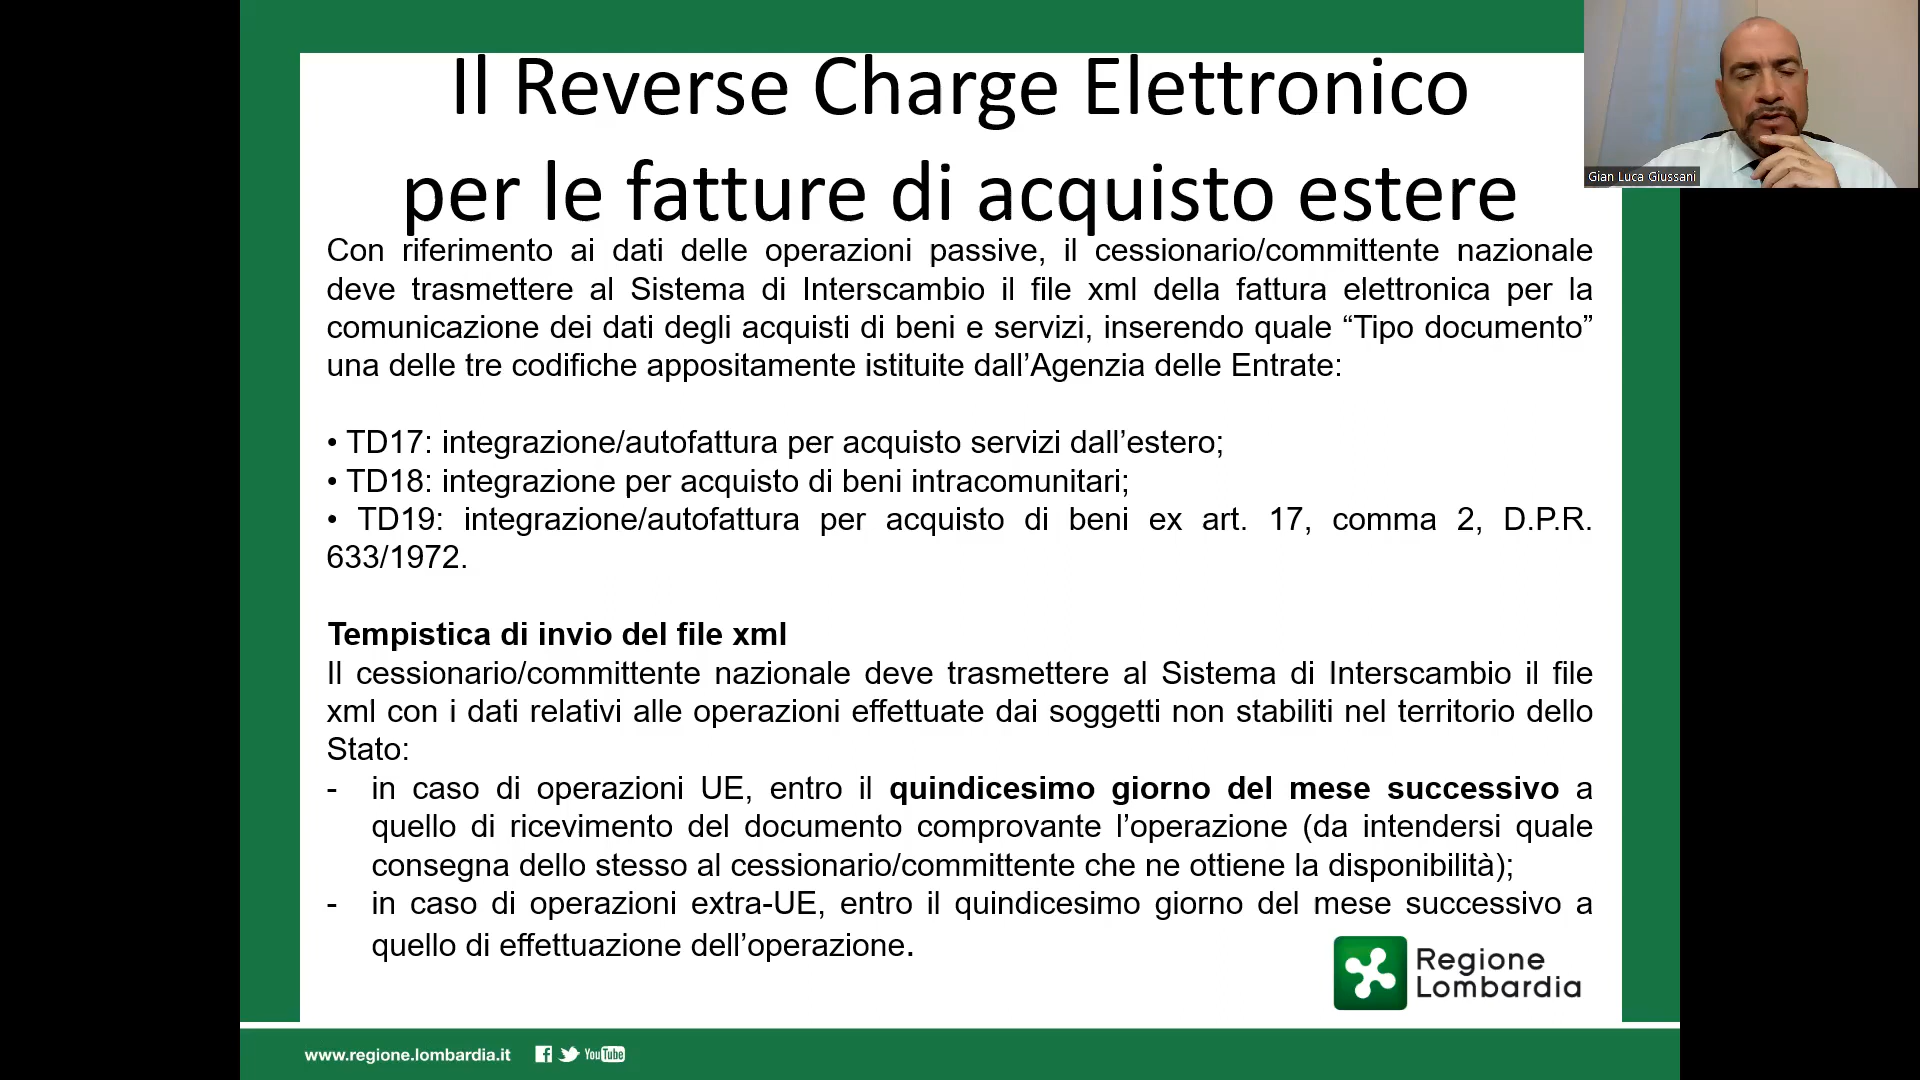 Il Reverse Charge Elettronico
per le fatture di acquisto estere
Gian Luca Giussani
Con riferimento ai dati delle operazioni passive, il cessionario/committente nazionale
deve trasmettere al Sistema di Interscambio il file xml della fattura elettronica per la
comunicazione dei dati degli acquisti di beni e servizi, inserendo quale “Tipo documento”
una delle tre codifiche appositamente istituite dall’Agenzia delle Entrate:
• TD17: integrazione/autofattura per acquisto servizi dall’estero;
• TD18: integrazione per acquisto di beni intracomunitari;
• TD19: integrazione/autofattura per acquisto di beni ex art. 17, comma 2, D.P.R.
633/1972.
Tempistica di invio del file xml
Il cessionario/committente nazionale deve trasmettere al Sistema di Interscambio il file
xml con i dati relativi alle operazioni effettuate dai soggetti non stabiliti nel territorio dello
Stato:
- in caso di operazioni UE, entro il quindicesimo giorno del mese successivo a
quello di ricevimento del documento comprovante l’operazione (da intendersi quale
consegna dello stesso al cessionario/committente che ne ottiene la disponibilità);
- in caso di operazioni extra-UE, entro il quindicesimo giorno del mese successivo a
quello di effettuazione dell’operazione.
Regione
Lombardia
www.regione.lombardia.it
YouTube